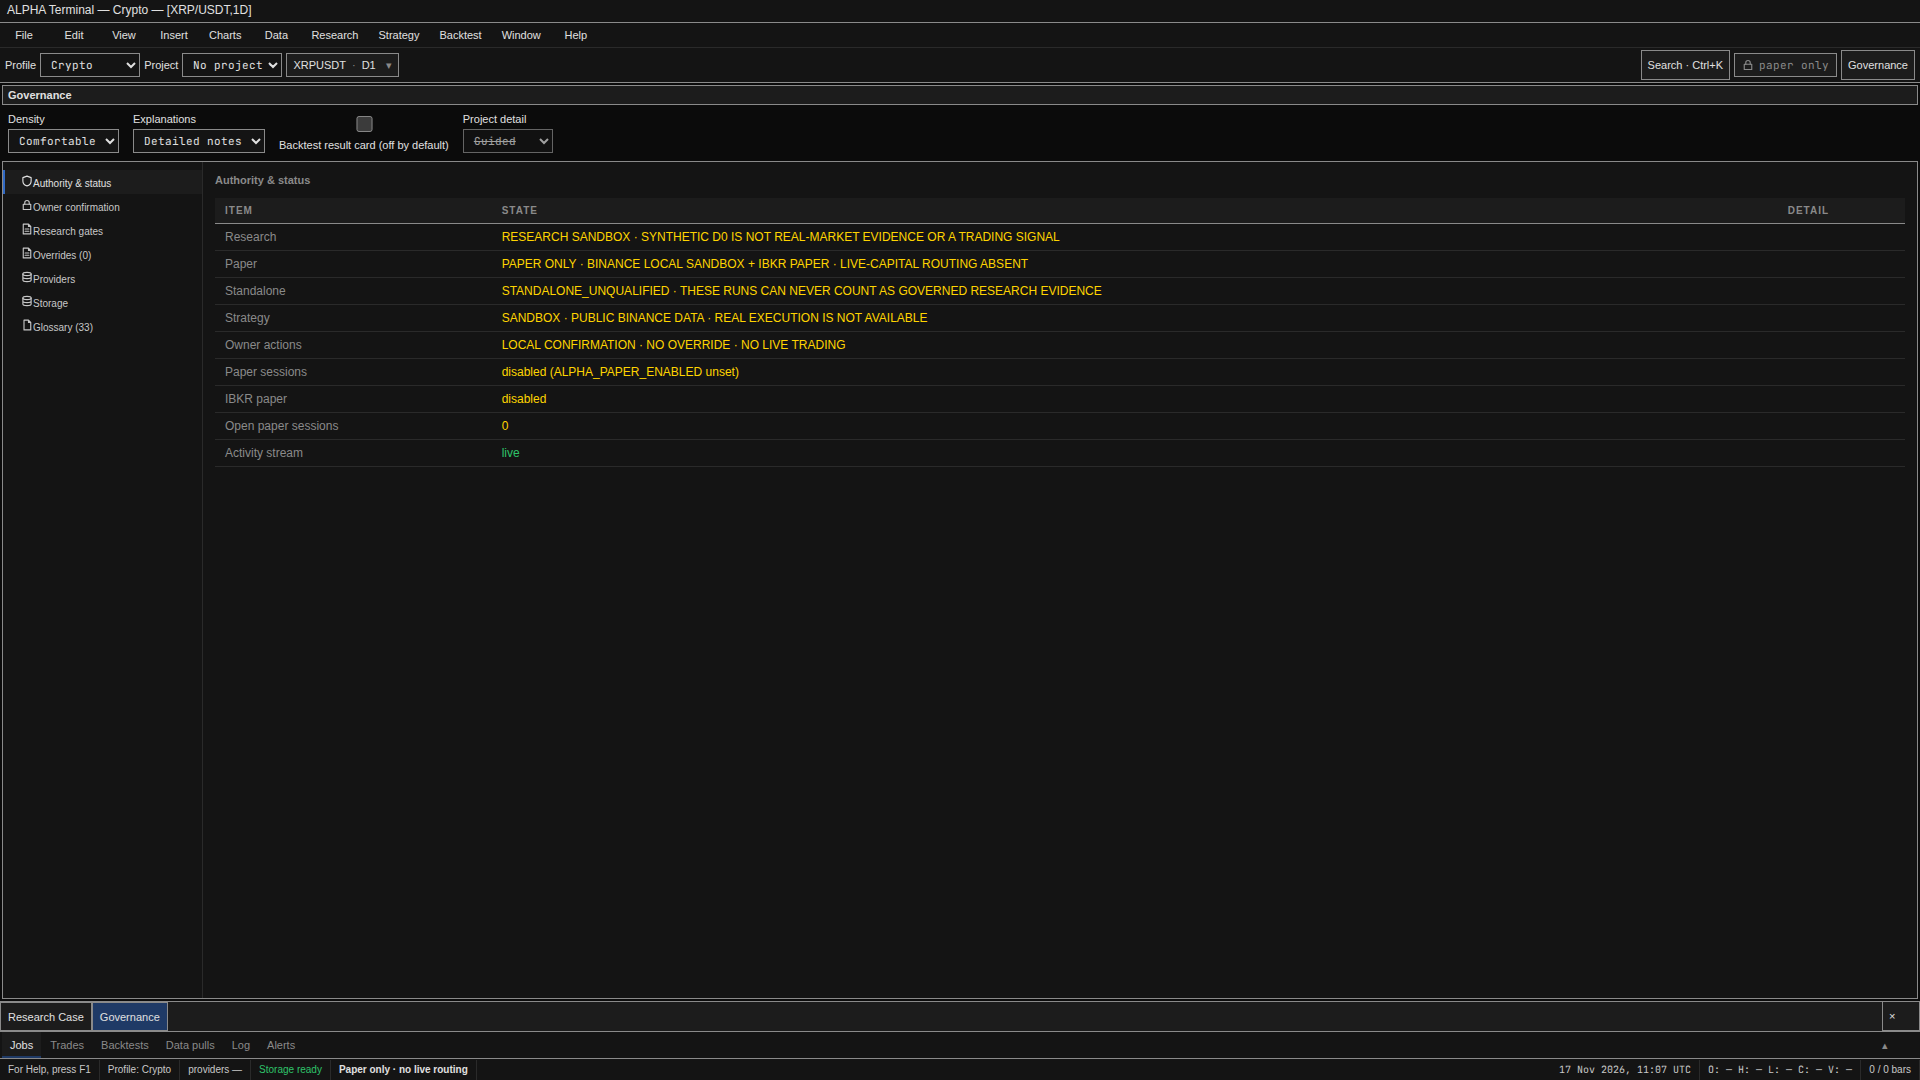 ALPHA Terminal — Crypto — [XRP/USDT,1D]
File Edit View Insert Charts Data Research Strategy Backtest Window Help
Profile Crypto Project No project XRPUSDT · D1 ▾ Search · Ctrl+K paper only Governance
Governance
Density Explanations Project detail
Comfortable Detailed notes Backtest result card (off by default) Guided
Authority & status
Owner confirmation
Research gates
Overrides (0)
Providers
Storage
Glossary (33)
Authority & status
ITEM STATE DETAIL
Research RESEARCH SANDBOX · SYNTHETIC D0 IS NOT REAL-MARKET EVIDENCE OR A TRADING SIGNAL
Paper PAPER ONLY · BINANCE LOCAL SANDBOX + IBKR PAPER · LIVE-CAPITAL ROUTING ABSENT
Standalone STANDALONE_UNQUALIFIED · THESE RUNS CAN NEVER COUNT AS GOVERNED RESEARCH EVIDENCE
Strategy SANDBOX · PUBLIC BINANCE DATA · REAL EXECUTION IS NOT AVAILABLE
Owner actions LOCAL CONFIRMATION · NO OVERRIDE · NO LIVE TRADING
Paper sessions disabled (ALPHA_PAPER_ENABLED unset)
IBKR paper disabled
Open paper sessions 0
Activity stream live
Research Case Governance ×
Jobs Trades Backtests Data pulls Log Alerts ▴
For Help, press F1 Profile: Crypto providers — Storage ready Paper only · no live routing 17 Nov 2026, 11:07 UTC O: — H: — L: — C: — V: — 0 / 0 bars